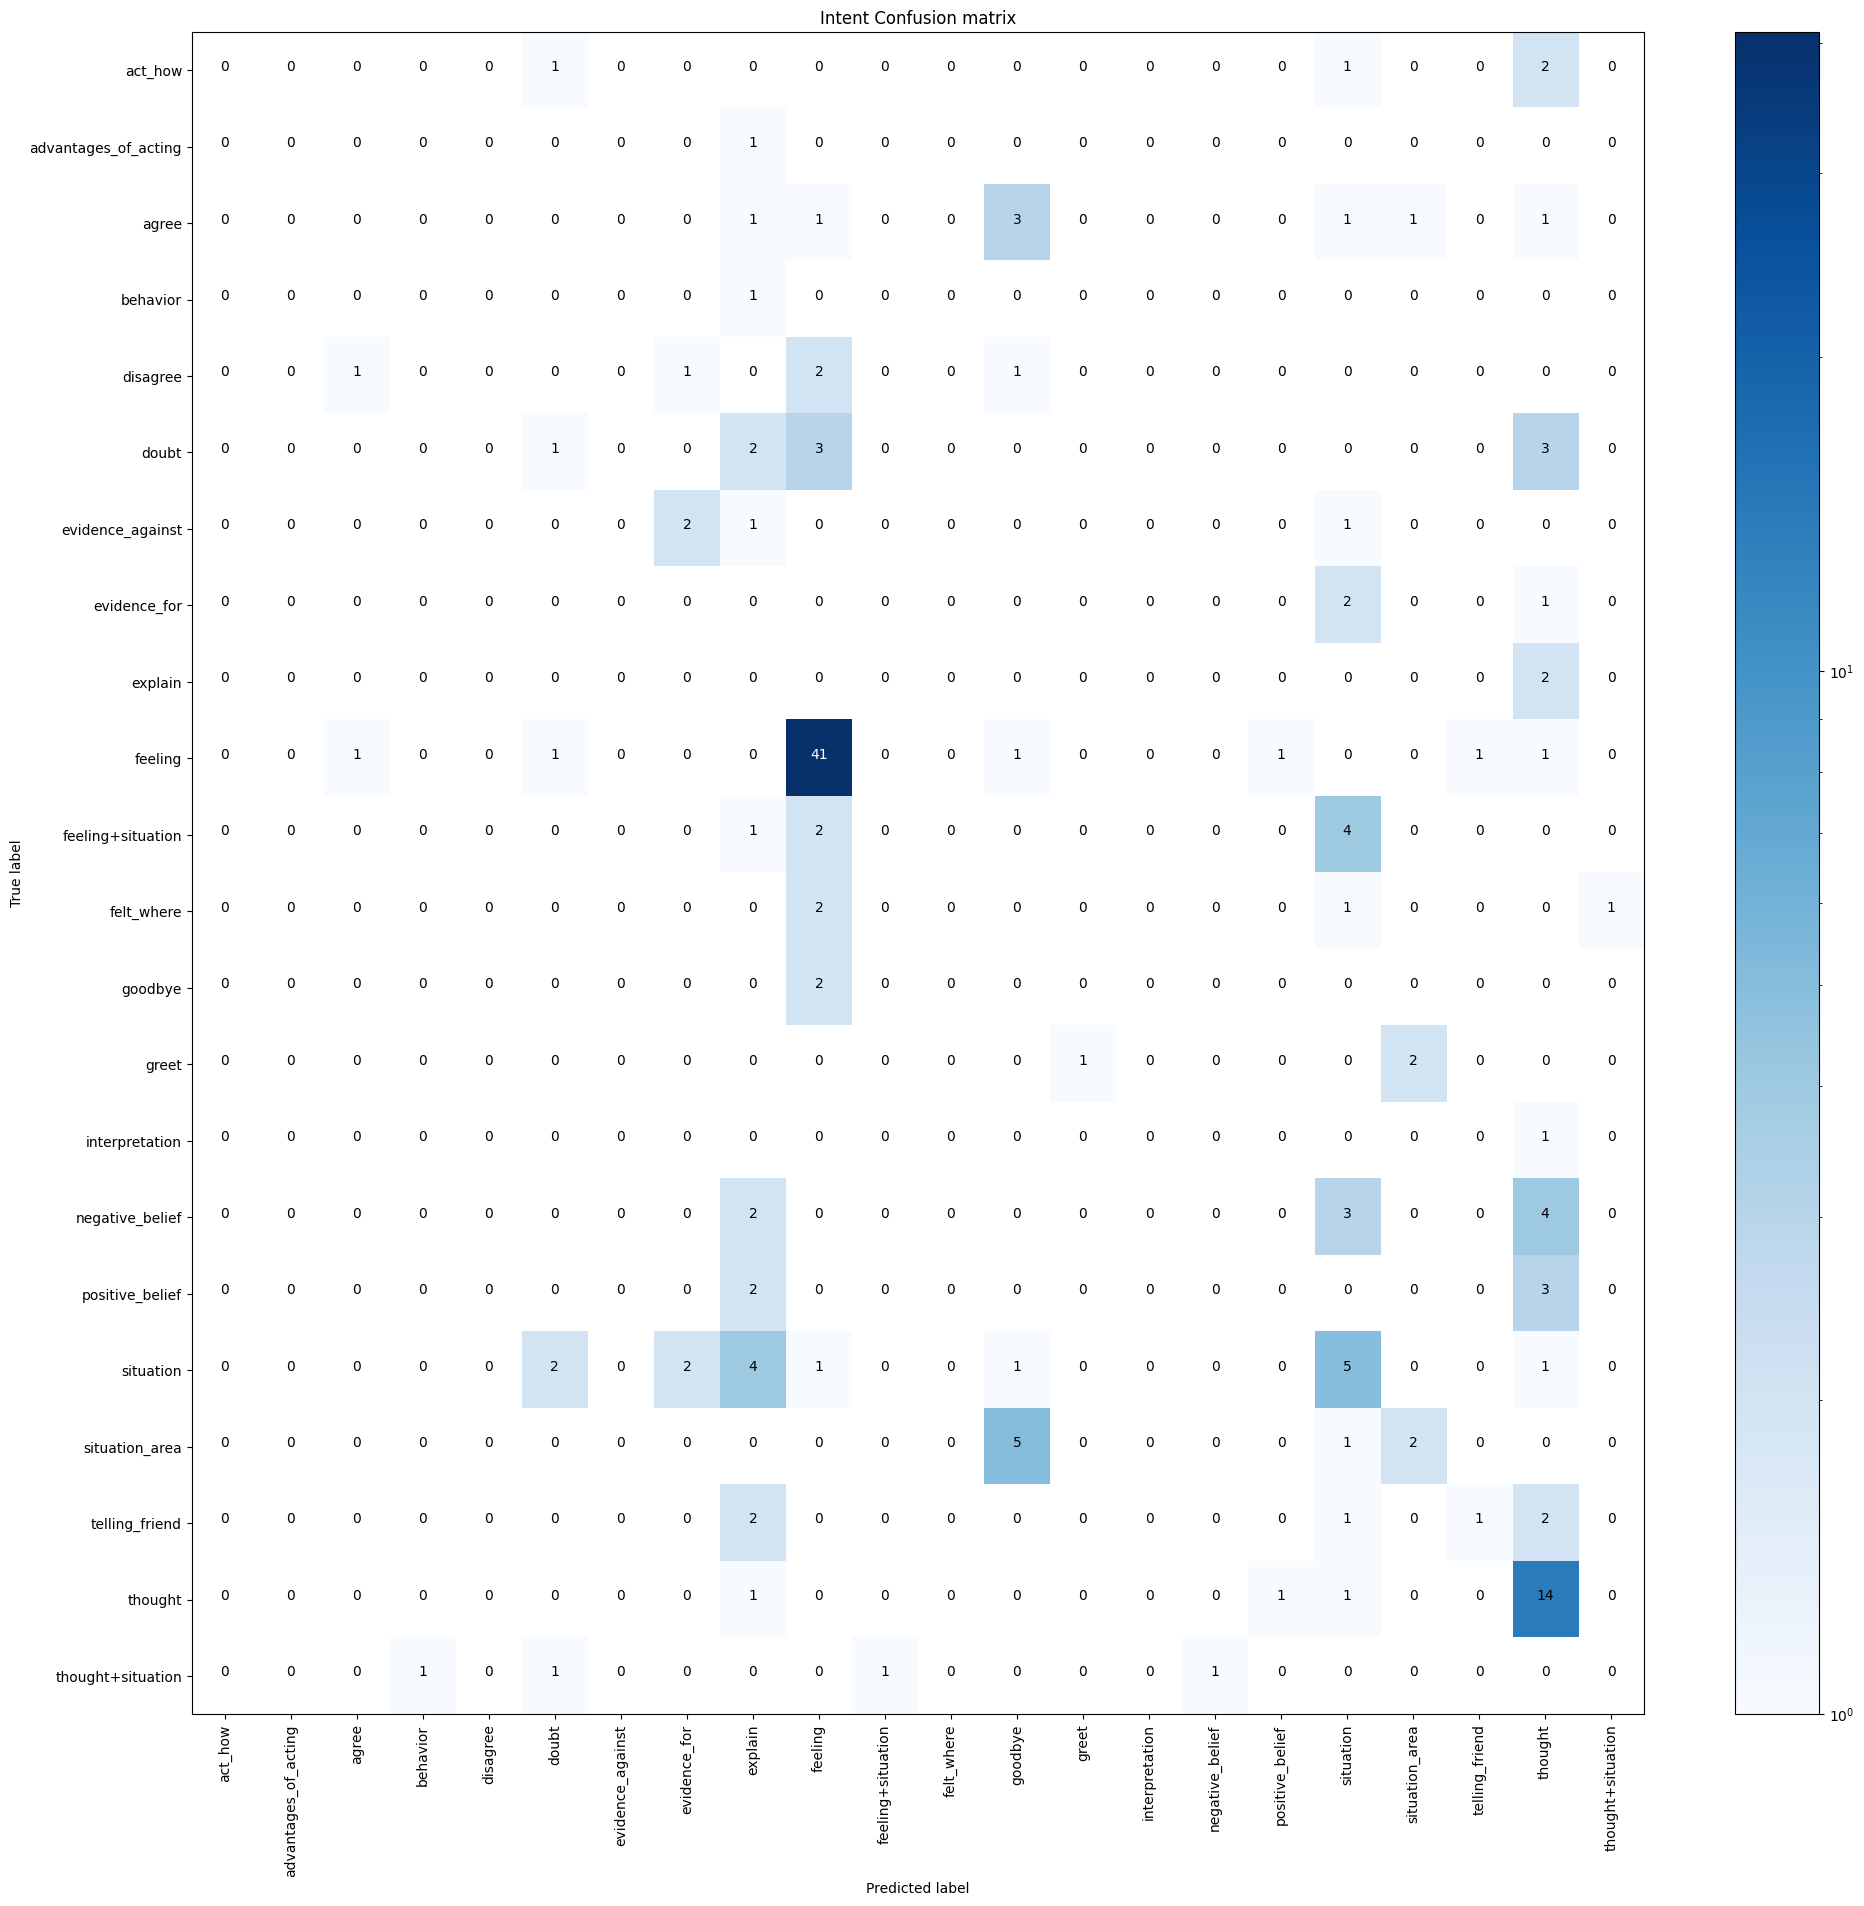 Intent Confusion matrix
act_how 0 0 0 0 0 1 0 0 0 0 0 0 0 0 0 0 0 1 0 0 2 0
advantages_of_acting 0 0 0 0 0 0 0 0 1 0 0 0 0 0 0 0 0 0 0 0 0 0
agree 0 0 0 0 0 0 0 0 1 1 0 0 3 0 0 0 0 1 1 0 1 0
behavior 0 0 0 0 0 0 0 0 1 0 0 0 0 0 0 0 0 0 0 0 0 0
disagree 0 0 1 0 0 0 0 1 0 2 0 0 1 0 0 0 0 0 0 0 0 0
doubt 0 0 0 0 0 1 0 0 2 3 0 0 0 0 0 0 0 0 0 0 3 0
evidence_against 0 0 0 0 0 0 0 2 1 0 0 0 0 0 0 0 0 1 0 0 0 0
evidence_for 0 0 0 0 0 0 0 0 0 0 0 0 0 0 0 0 0 2 0 0 1 0
explain 0 0 0 0 0 0 0 0 0 0 0 0 0 0 0 0 0 0 0 0 2 0
10¹
feeling 0 0 1 0 0 1 0 0 0 41 0 0 1 0 0 0 1 0 0 1 1 0
feeling+situation 0 0 0 0 0 0 0 0 1 2 0 0 0 0 0 0 0 4 0 0 0 0
True label
felt_where 0 0 0 0 0 0 0 0 0 2 0 0 0 0 0 0 0 1 0 0 0 1
goodbye 0 0 0 0 0 0 0 0 0 2 0 0 0 0 0 0 0 0 0 0 0 0
greet 0 0 0 0 0 0 0 0 0 0 0 0 0 1 0 0 0 0 2 0 0 0
interpretation 0 0 0 0 0 0 0 0 0 0 0 0 0 0 0 0 0 0 0 0 1 0
negative_belief 0 0 0 0 0 0 0 0 2 0 0 0 0 0 0 0 0 3 0 0 4 0
positive_belief 0 0 0 0 0 0 0 0 2 0 0 0 0 0 0 0 0 0 0 0 3 0
situation 0 0 0 0 0 2 0 2 4 1 0 0 1 0 0 0 0 5 0 0 1 0
situation_area 0 0 0 0 0 0 0 0 0 0 0 0 5 0 0 0 0 1 2 0 0 0
telling_friend 0 0 0 0 0 0 0 0 2 0 0 0 0 0 0 0 0 1 0 1 2 0
thought 0 0 0 0 0 0 0 0 1 0 0 0 0 0 0 0 1 1 0 0 14 0
thought+situation 0 0 0 1 0 1 0 0 0 0 1 0 0 0 0 1 0 0 0 0 0 0
10⁰
act_how
advantages_of_acting
agree
behavior
disagree
doubt
evidence_against
evidence_for
explain
feeling
feeling+situation
felt_where
goodbye
greet
interpretation
negative_belief
positive_belief
situation
situation_area
telling_friend
thought
thought+situation
Predicted label